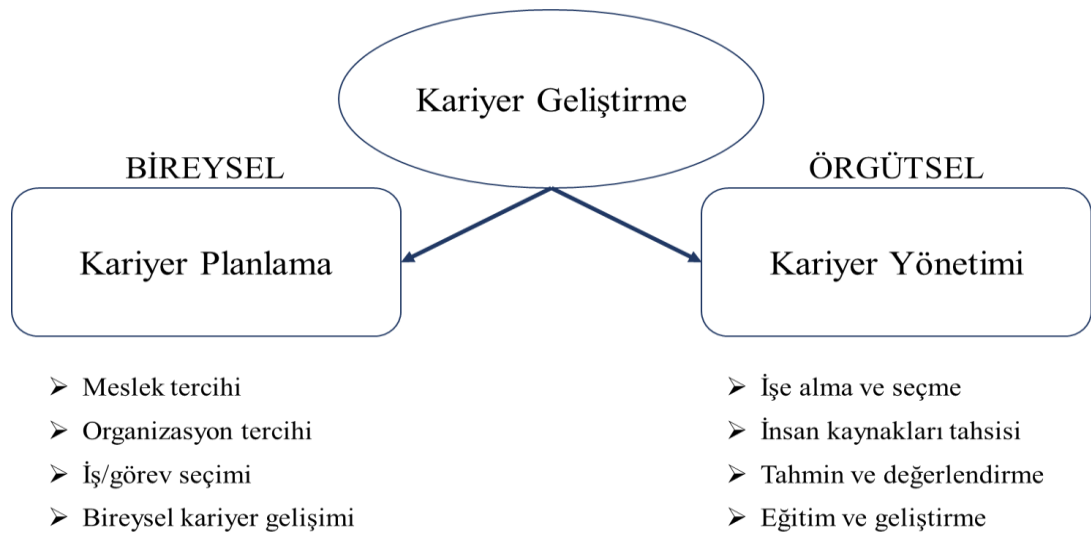 Kariyer Geliştirme
BİREYSEL
Kariyer Planlama
➢ Meslek tercihi
➢ Organizasyon tercihi
➢ İş/görev seçimi
➢ Bireysel kariyer gelişimi
ÖRGÜTSEL
Kariyer Yönetimi
➢ İşe alma ve seçme
➢ İnsan kaynakları tahsisi
➢ Tahmin ve değerlendirme
➢ Eğitim ve geliştirme